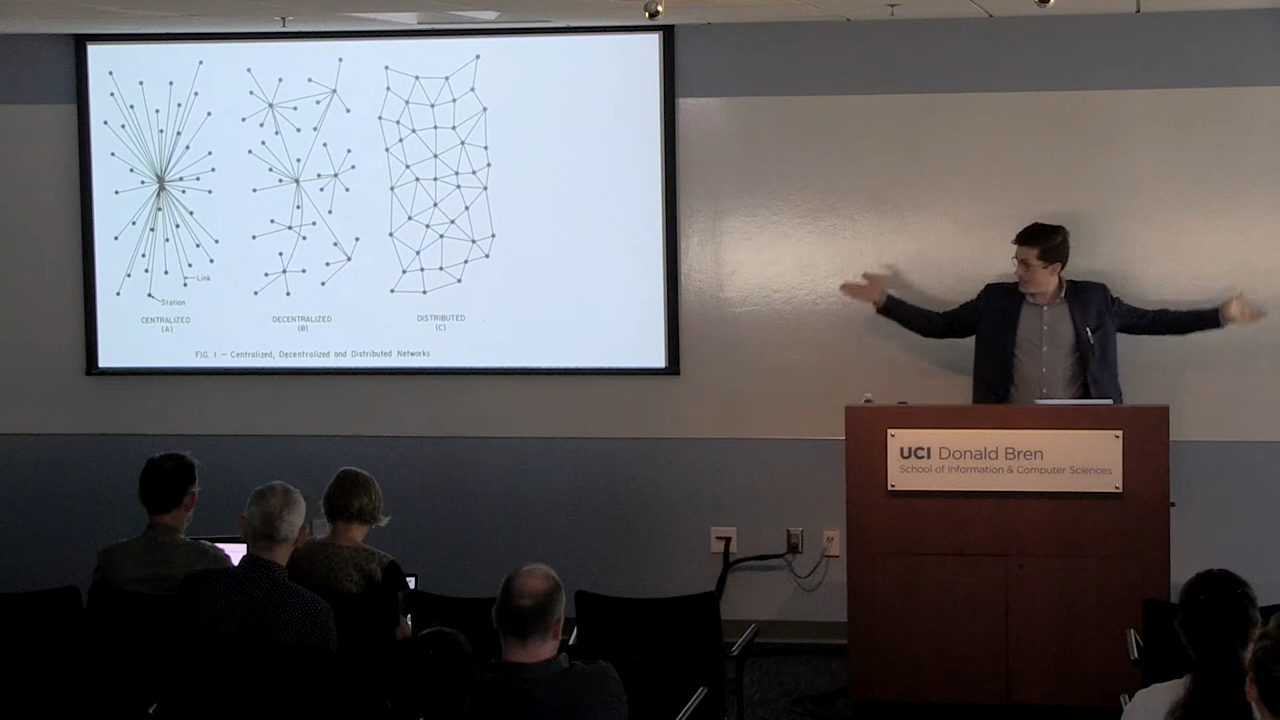 Link
Station
CENTRALIZED
(A)
DECENTRALIZED
(B)
DISTRIBUTED
(C)
FIG. 1 — Centralized, Decentralized and Distributed Networks
UCI Donald Bren
School of Information & Computer Sciences